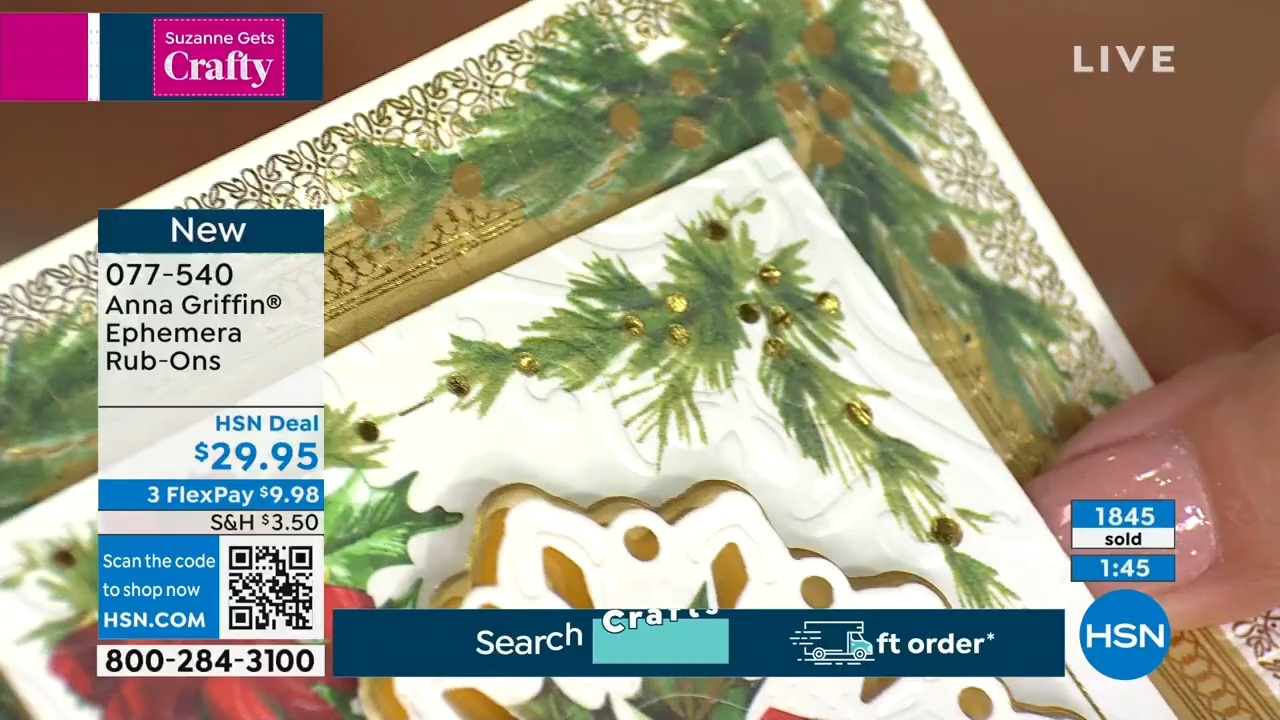 Suzanne Gets
Crafty
LIVE
New
077-540
Anna Griffin®
Ephemera
Rub-Ons
HSN Deal
$29.95
3 FlexPay $9.98
S&H $3.50
Scan the code
to shop now
HSN.COM
800-284-3100
1845
sold
1:45
Search Crafts
ft order*
HSN